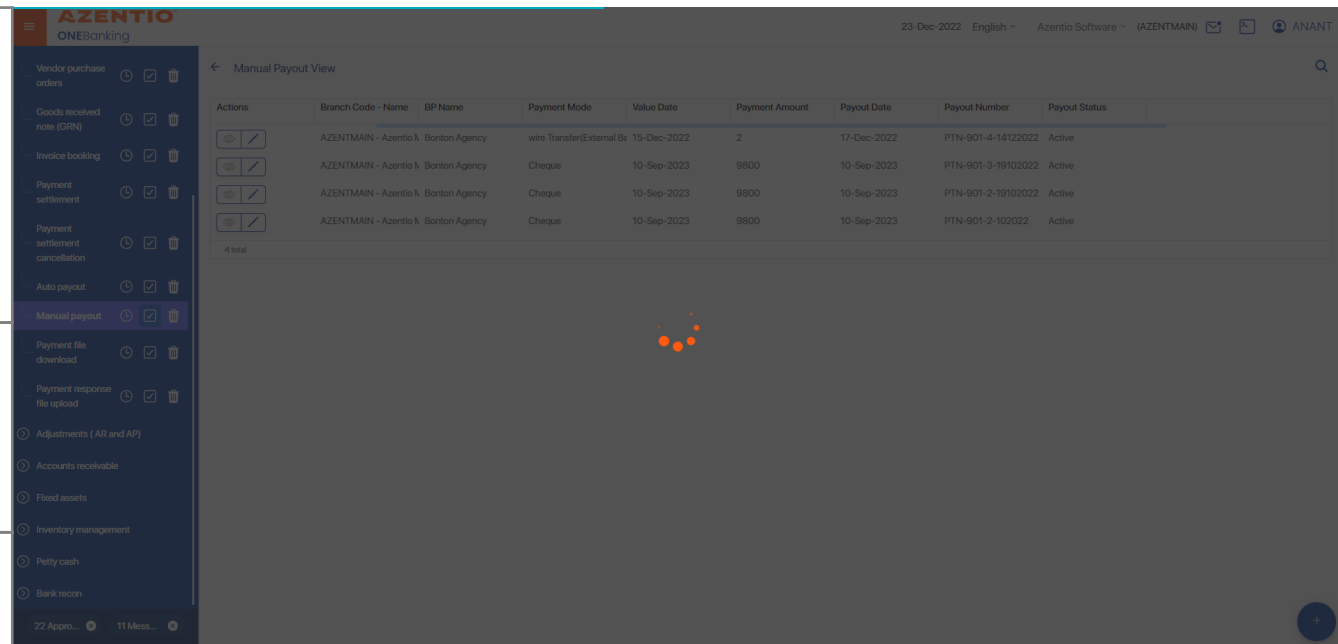 AZENTIO
ONEBanking
23-Dec-2022 English Azentio Software (AZENTMAIN) ANANT
Vendor purchase
orders
Goods received
note (GRN)
Invoice booking
Payment
settlement
Payment
settlement
cancellation
Auto payout
Manual payout
Payment file
download
Payment response
file upload
Adjustments ( AR and AP)
Accounts receivable
Fixed assets
Inventory management
Petty cash
Bank recon
22 Appro... 11 Mess...
Manual Payout View
Actions Branch Code - Name BP Name Payment Mode Value Date Payment Amount Payout Date Payout Number Payout Status
AZENTMAIN - Azentio M Bonton Agency wire Transfer(External Ba 15-Dec-2022 2 17-Dec-2022 PTN-901-4-14122022 Active
AZENTMAIN - Azentio M Bonton Agency Cheque 10-Sep-2023 9800 10-Sep-2023 PTN-901-3-19102022 Active
AZENTMAIN - Azentio M Bonton Agency Cheque 10-Sep-2023 9800 10-Sep-2023 PTN-901-2-19102022 Active
AZENTMAIN - Azentio M Bonton Agency Cheque 10-Sep-2023 9800 10-Sep-2023 PTN-901-2-102022 Active
4 total